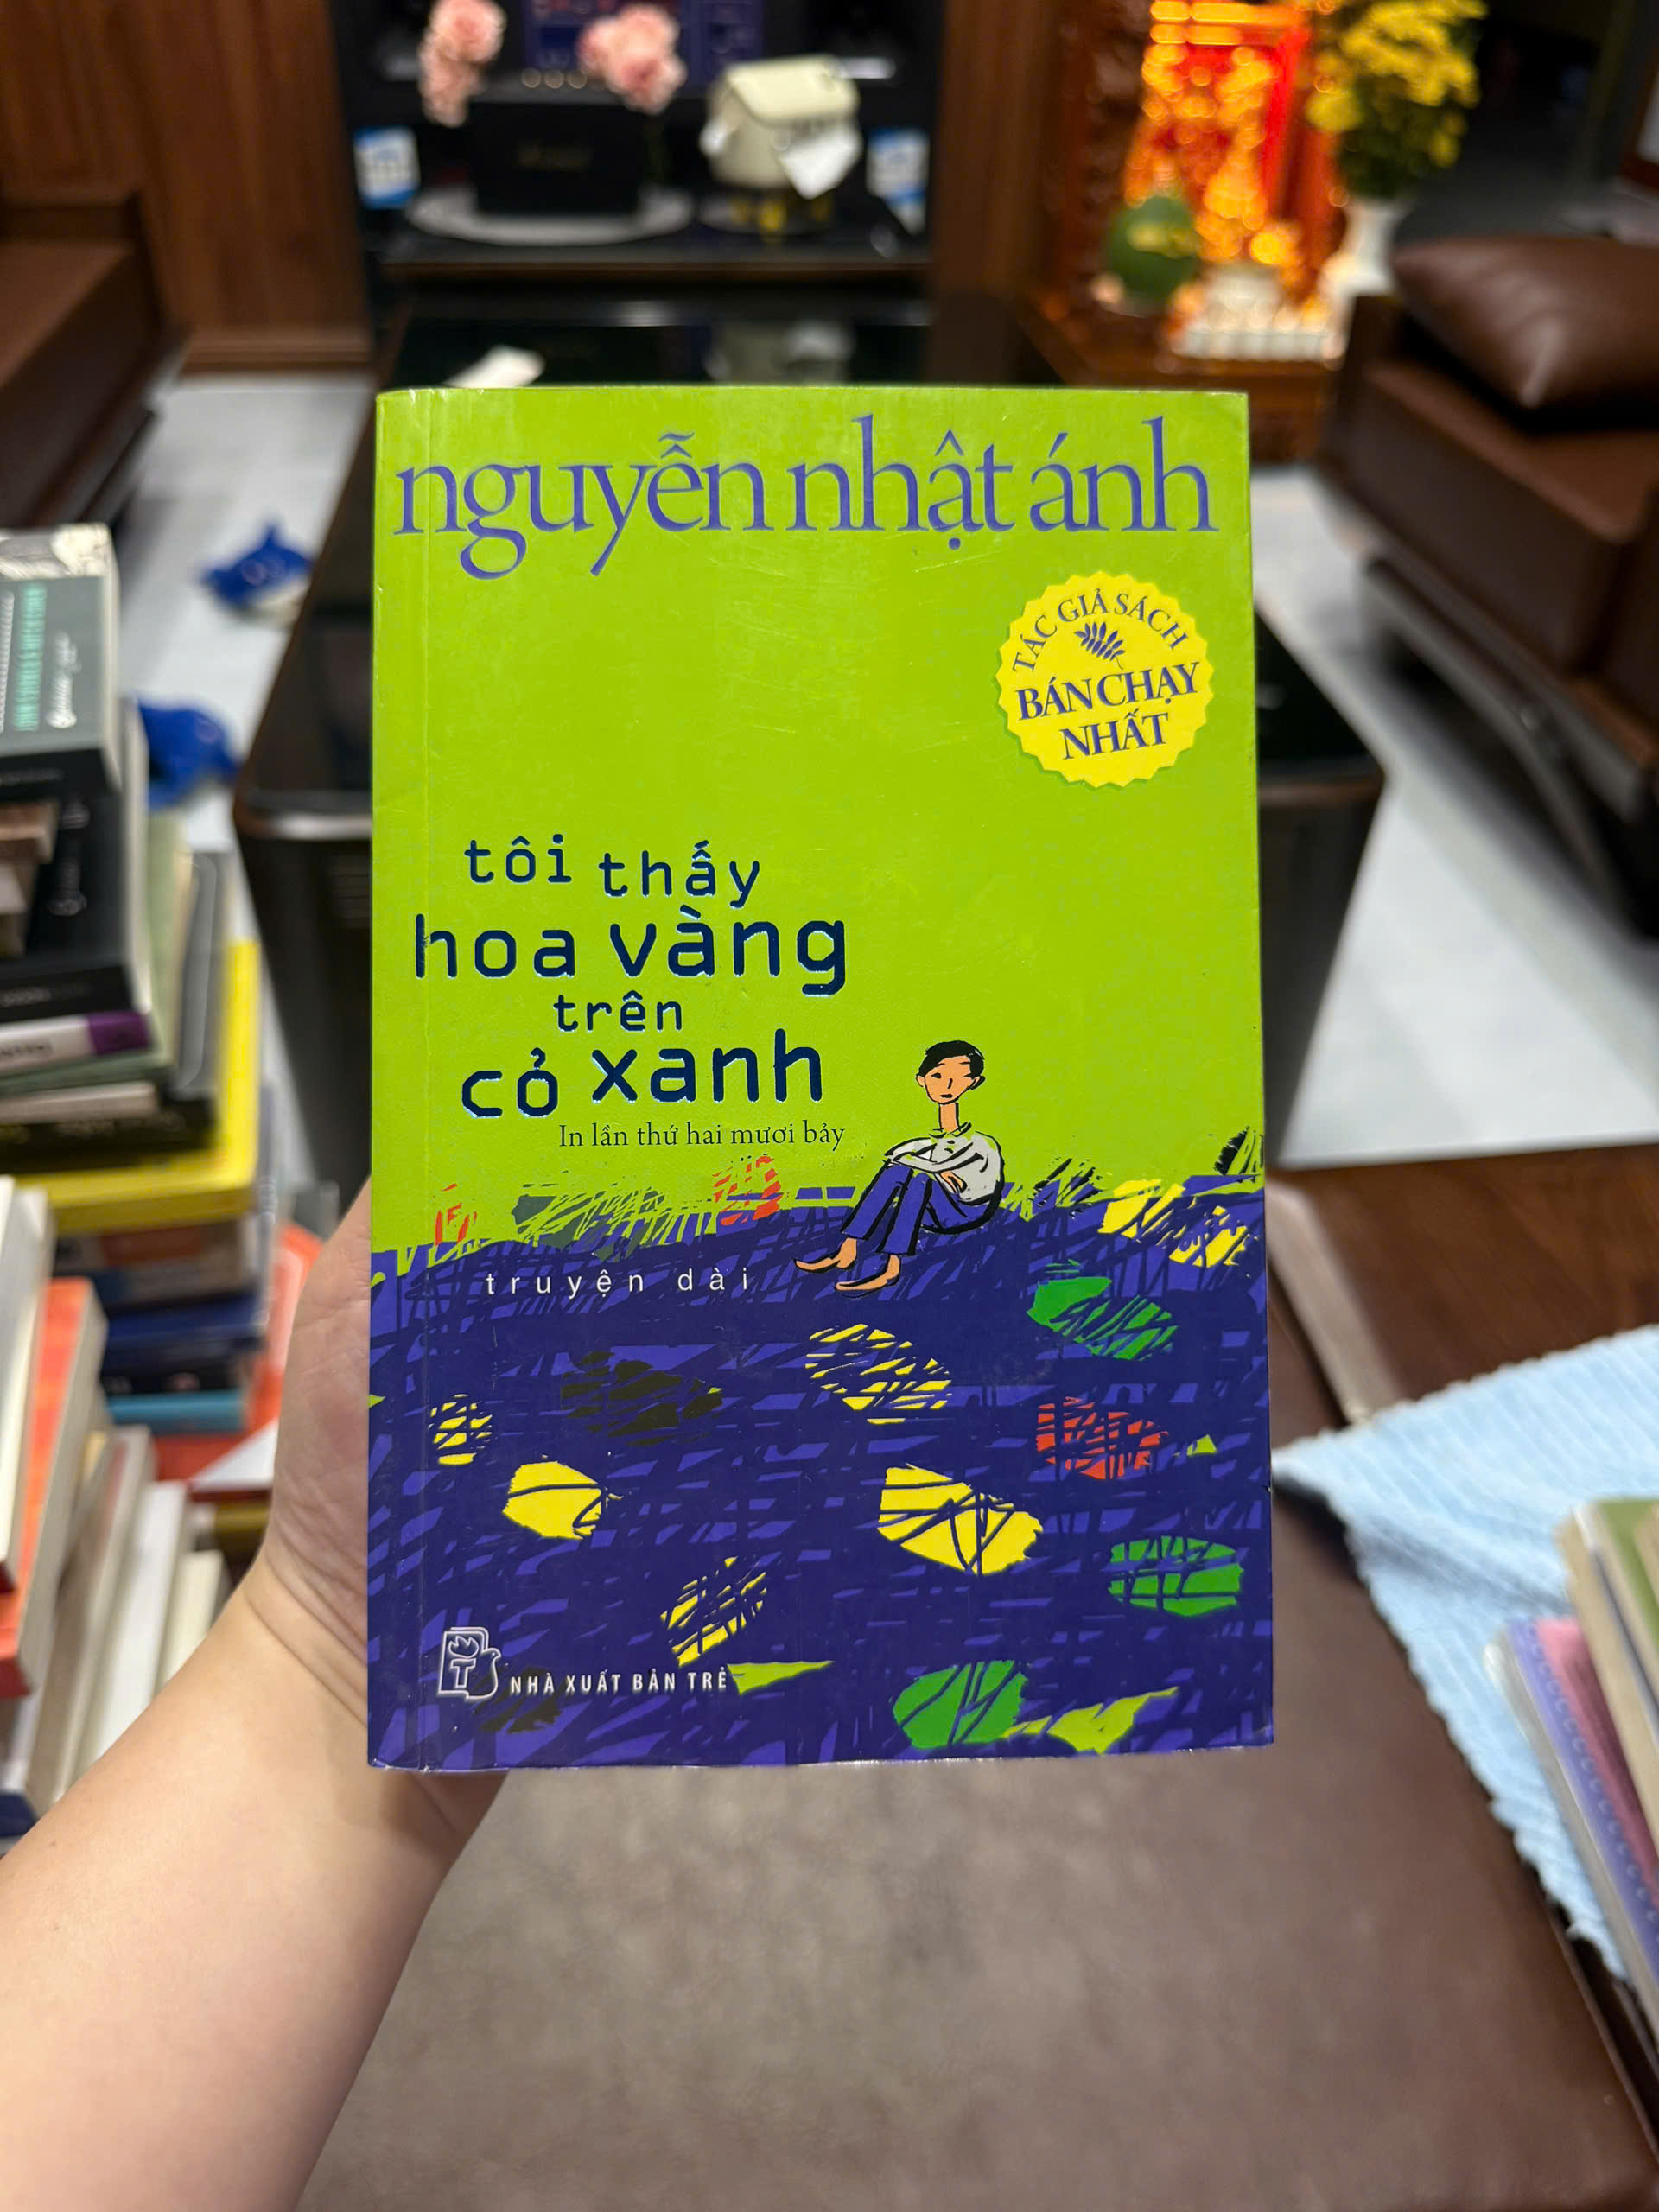 nguyễn nhật ánh
TÁC GIẢ SÁCH
BÁN CHẠY
NHẤT
tôi thấy
hoa vàng
trên
cỏ xanh
In lần thứ hai mươi bảy
truyện dài
NHÀ XUẤT BẢN TRẺ